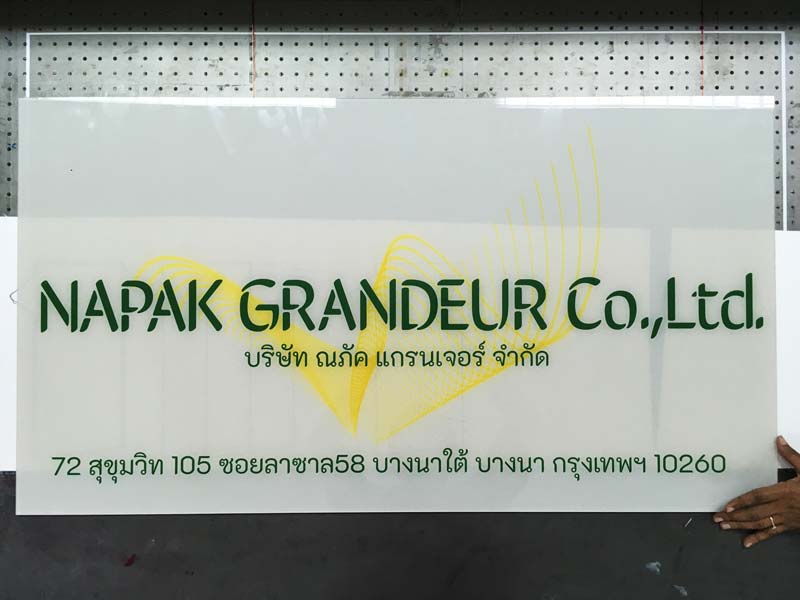 NAPAK GRANDEUR Co.,Ltd.
บริษัท ณภัค แกรนเจอร์ จำกัด
72 สุขุมวิท 105 ซอยลาซาล58 บางนาใต้ บางนา กรุงเทพฯ 10260